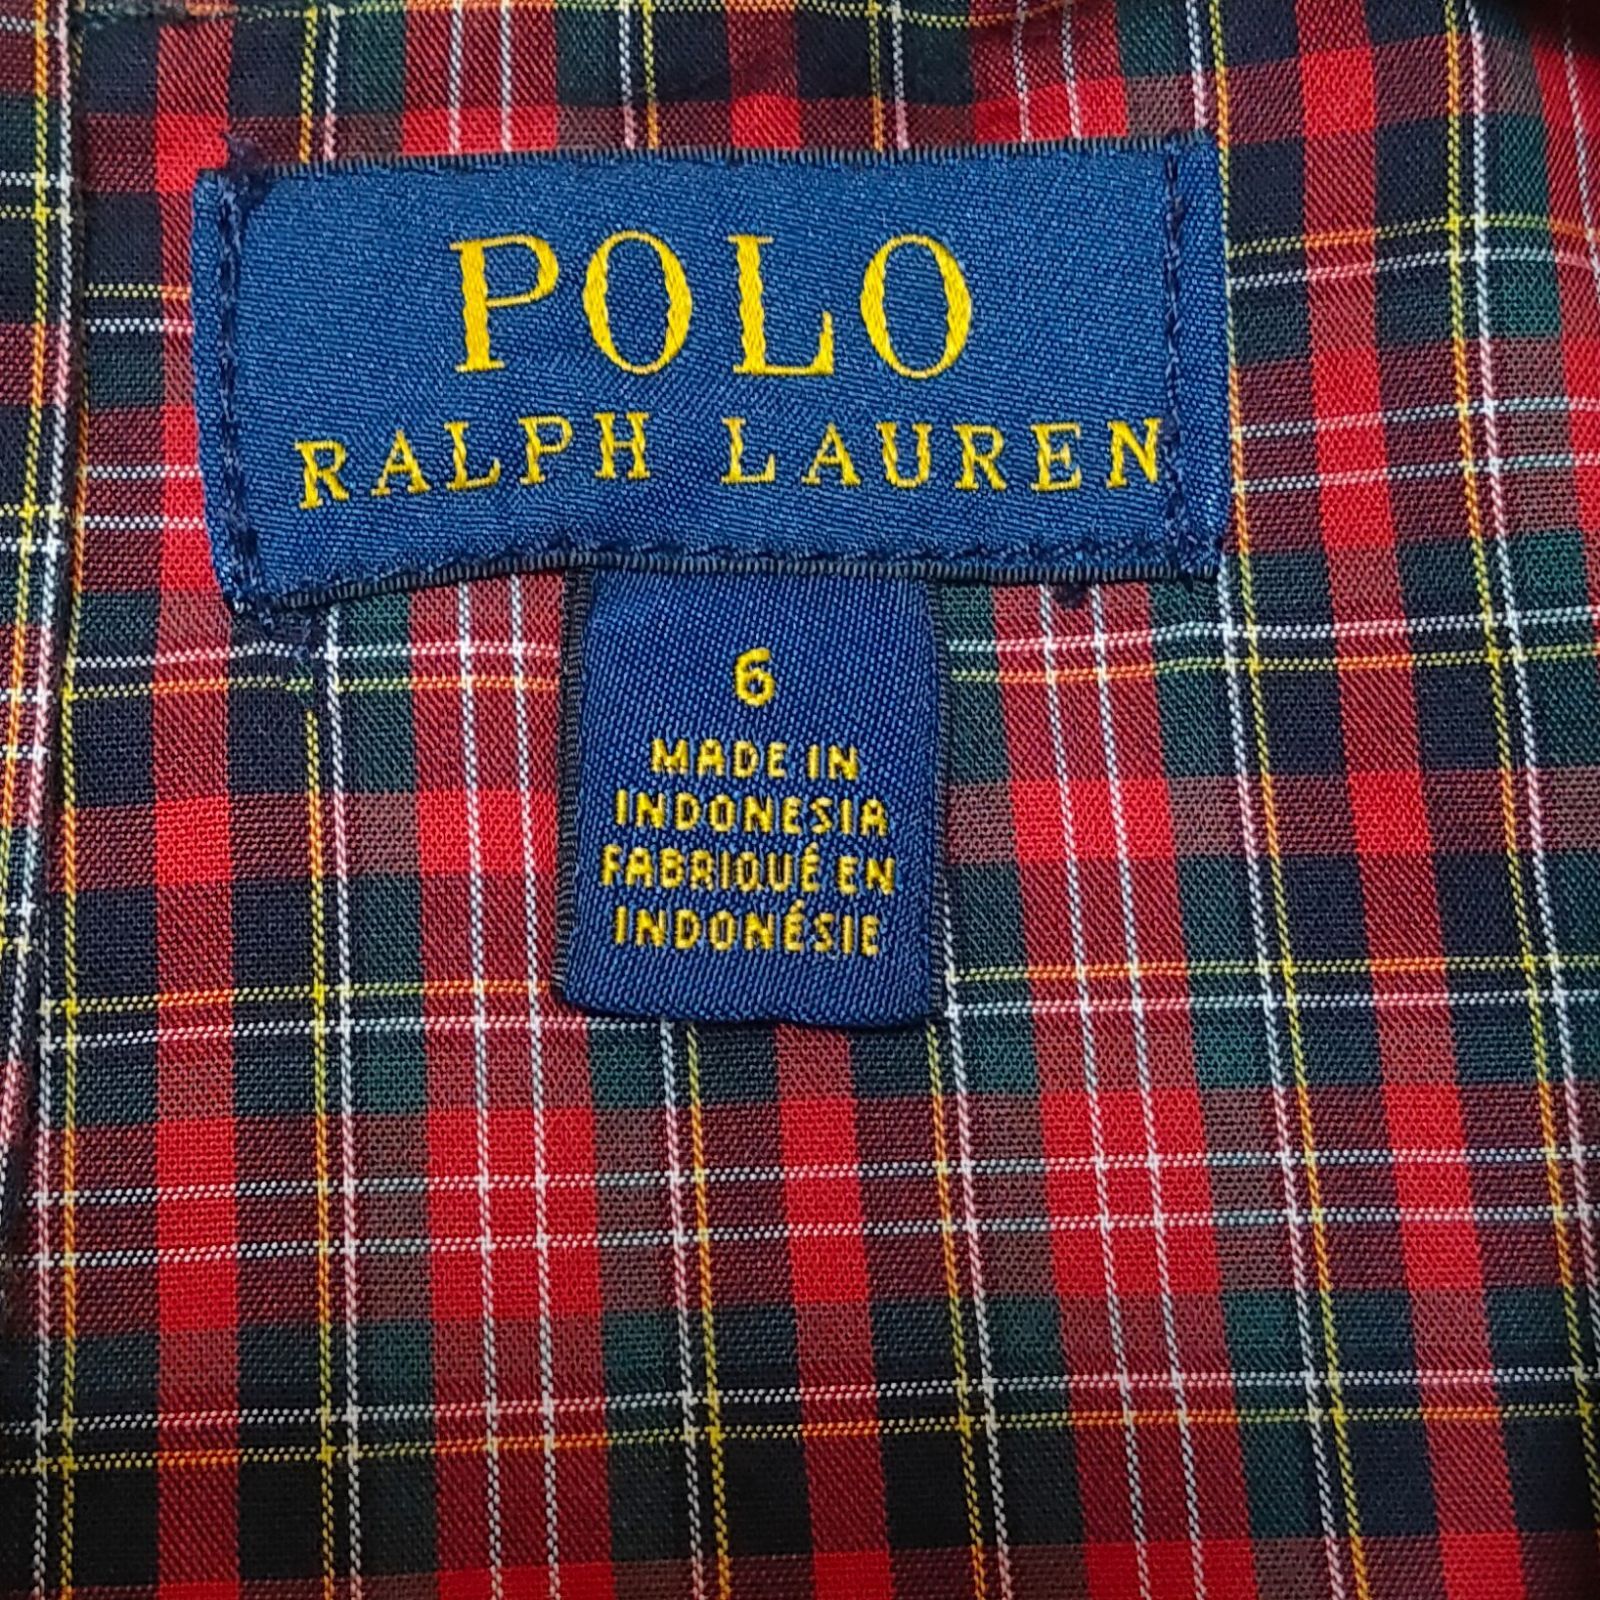 POLO
RALPH LAUREN
6
MADE IN
INDONESIA
FABRIQUÉ EN
INDONÉSIE